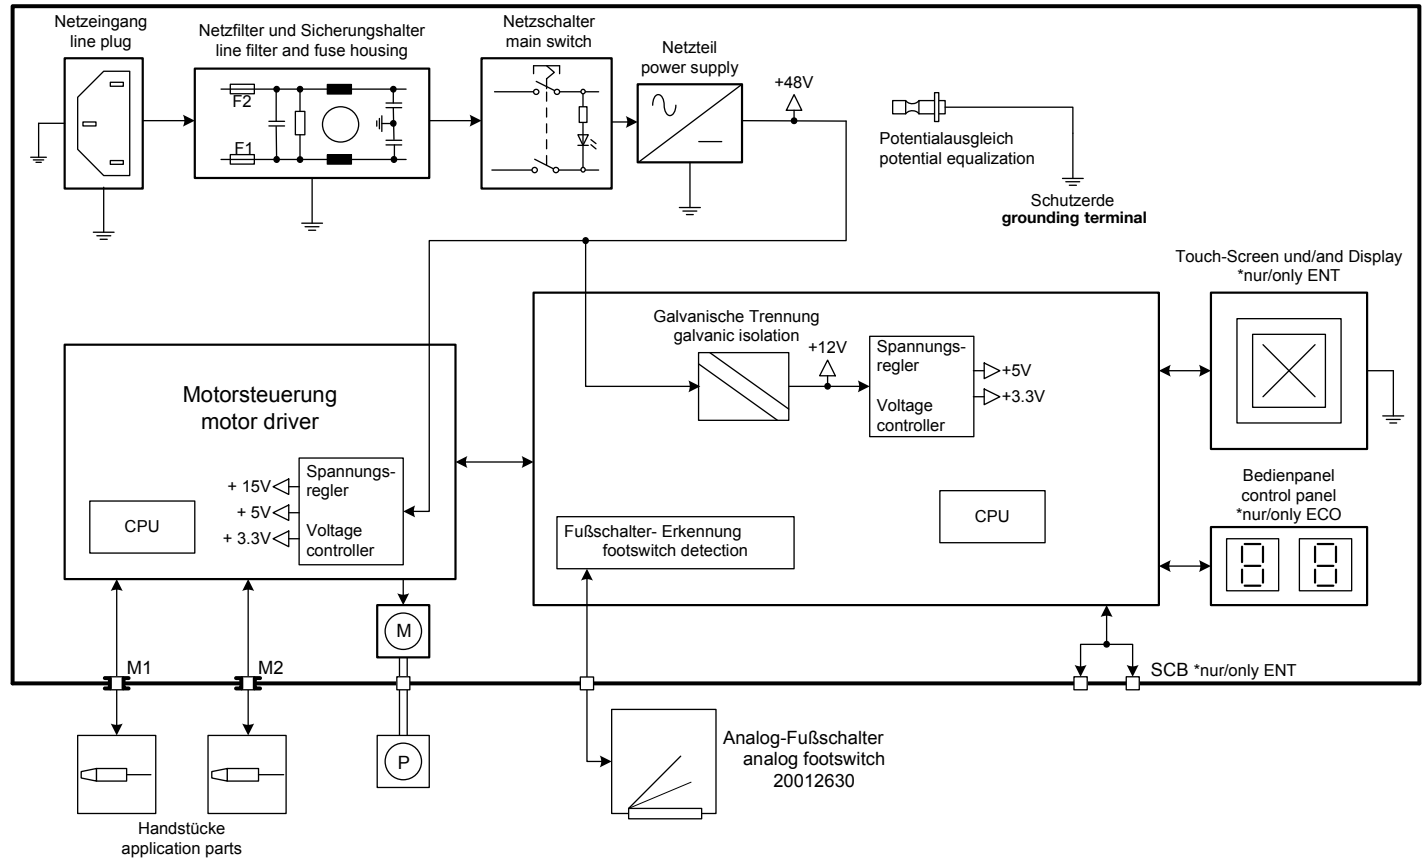 Netzeingang
line plug
Netzfilter und Sicherungshalter
line filter and fuse housing
F2
F1
Netzschalter
main switch
Netzteil
power supply
+48V
Potentialausgleich
potential equalization
Schutzerde
grounding terminal
Touch-Screen und/and Display
*nur/only ENT
Galvanische Trennung
galvanic isolation
+12V
Spannungs-
regler
Voltage
controller
+5V
+3.3V
Motorsteuerung
motor driver
Spannungs-
regler
Voltage
controller
+ 15V
+ 5V
+ 3.3V
CPU
Fußschalter- Erkennung
footswitch detection
CPU
Bedienpanel
control panel
*nur/only ECO
8 8
M
M1
M2
SCB *nur/only ENT
P
Analog-Fußschalter
analog footswitch
20012630
Handstücke
application parts